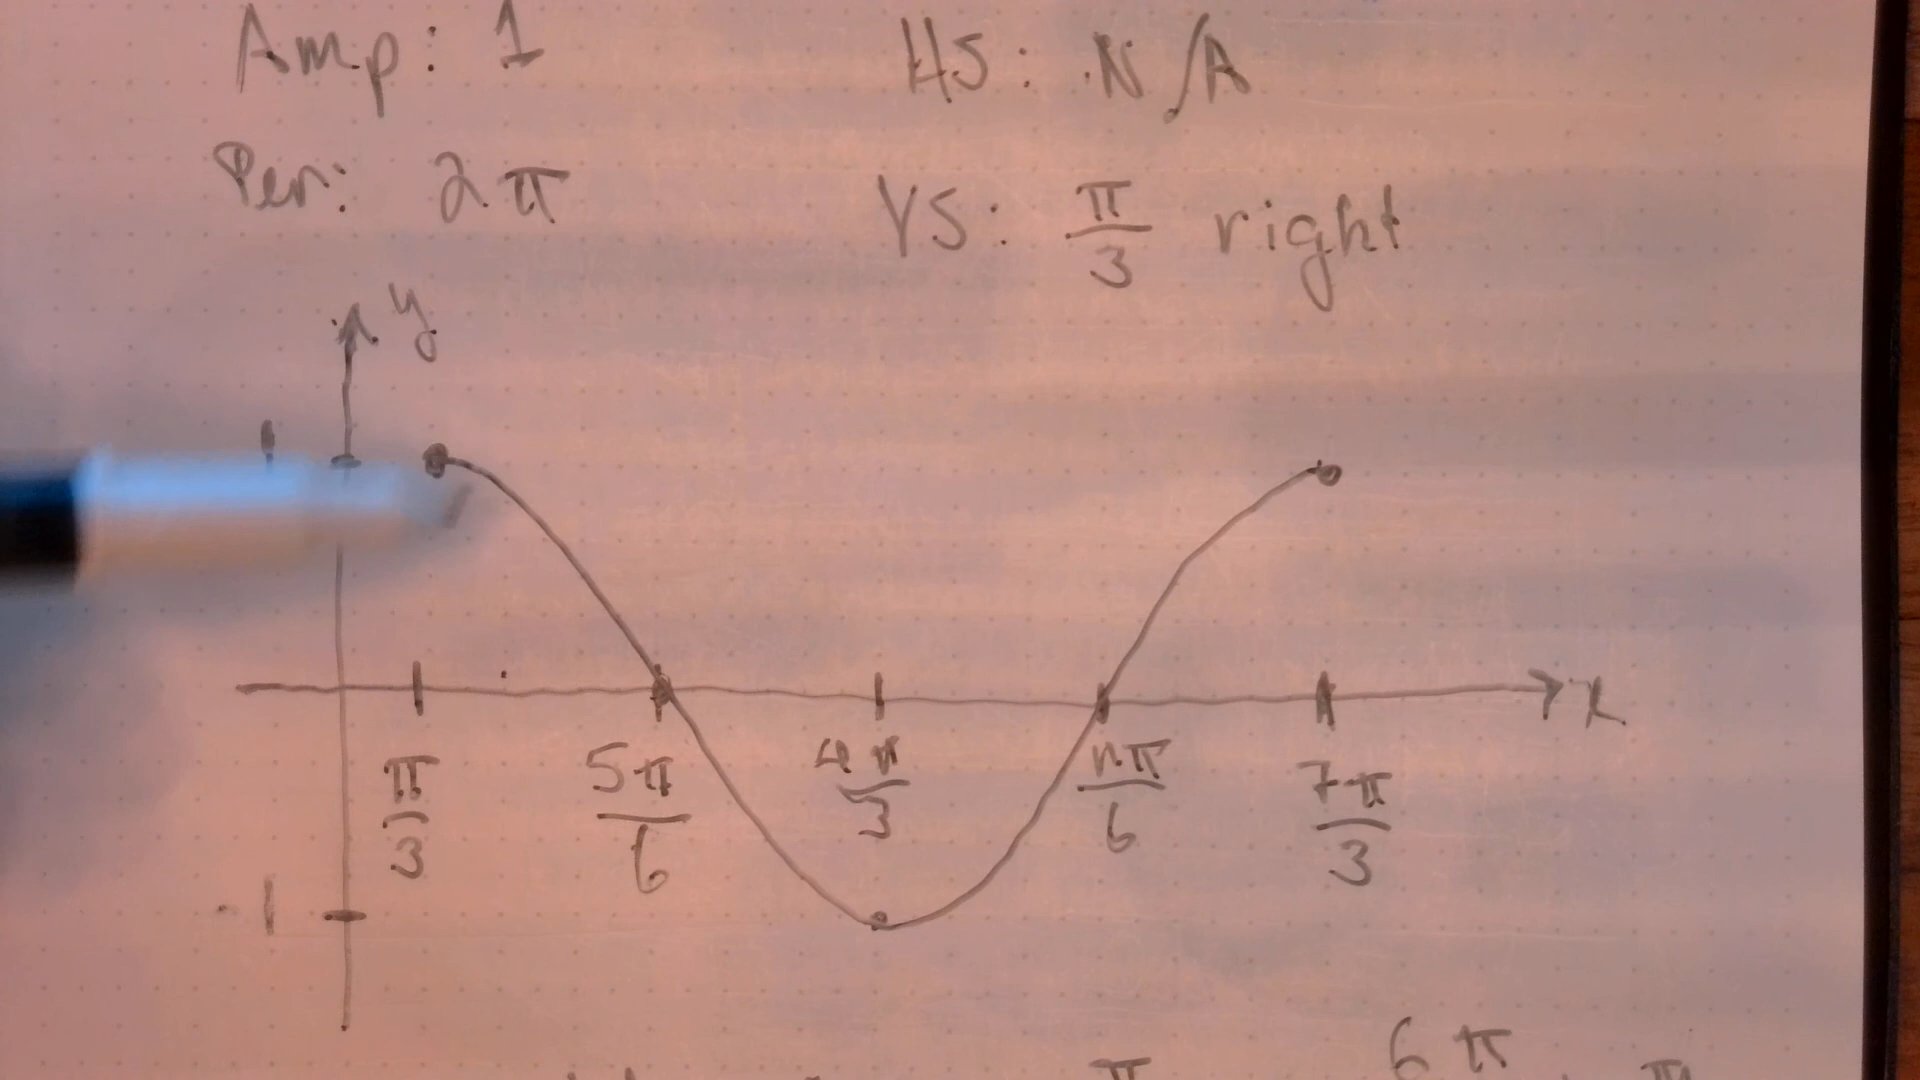 Amp: 1 HS: N/A
Per: 2π VS: π/3 right
y
1
x
π/3 5π/6 4π/3 11π/6 7π/3
-1
π 6π π